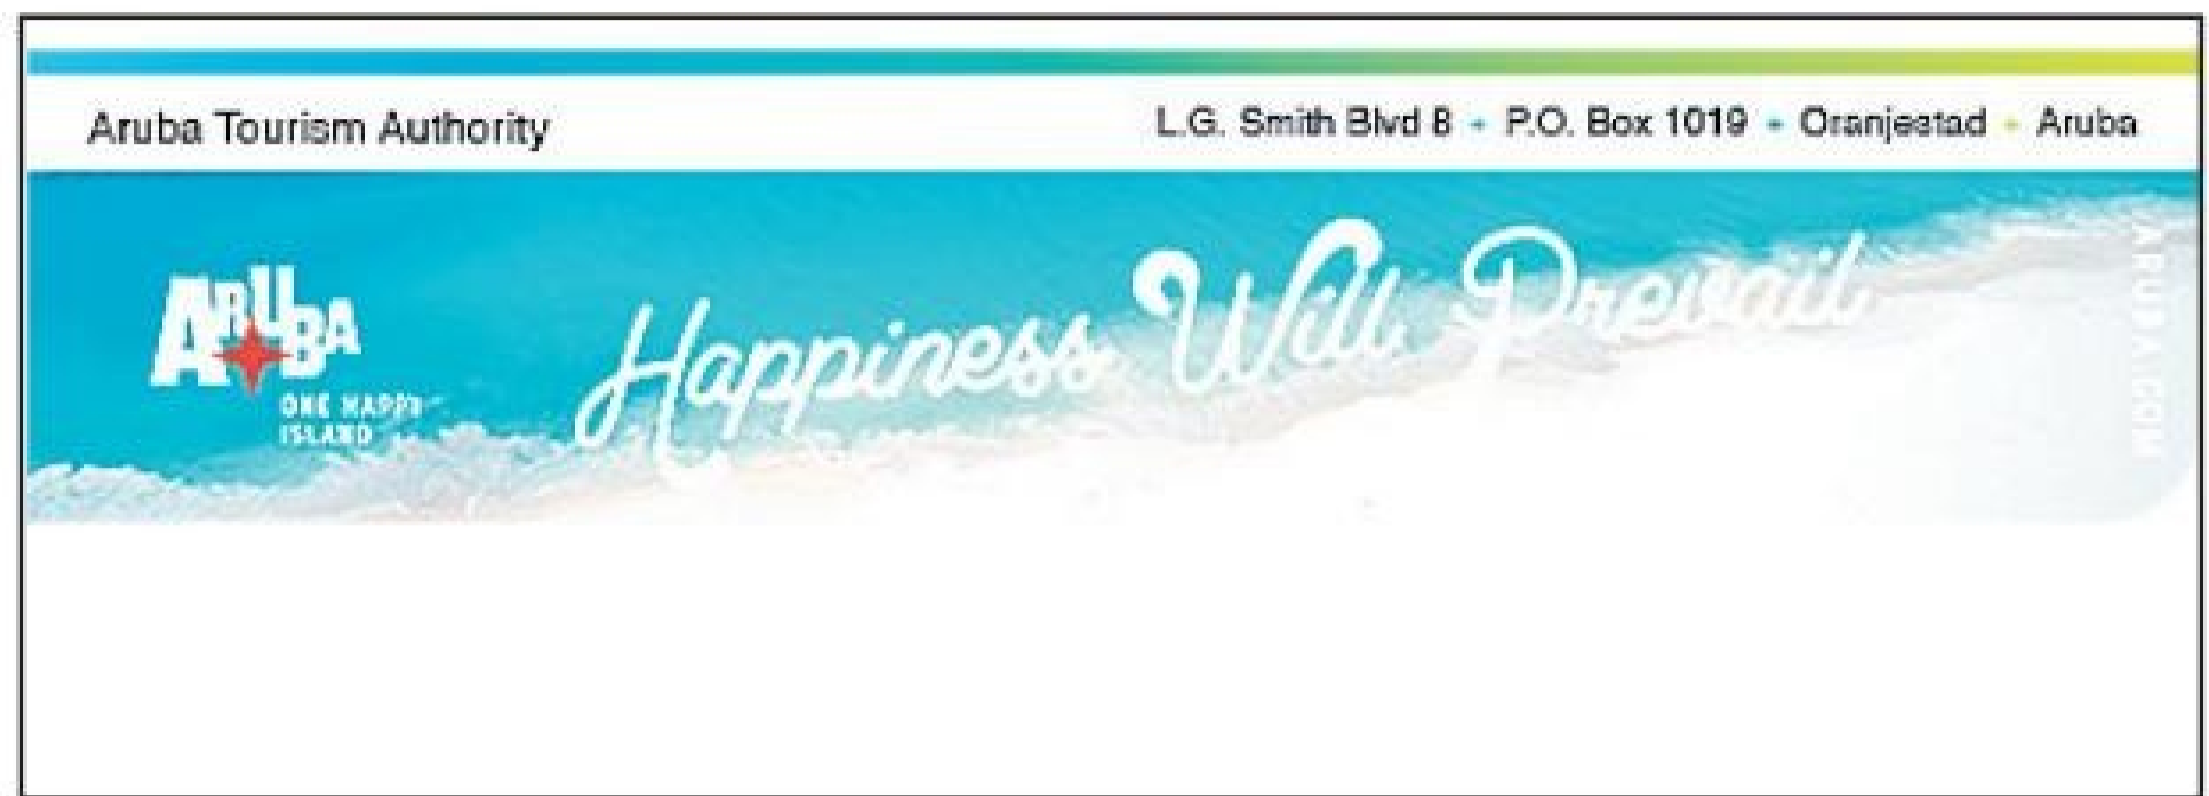 Aruba Tourism Authority
L.G. Smith Blvd 8 • P.O. Box 1019 • Oranjestad • Aruba
ARUBA
ONE HAPPY
ISLAND
Happiness Will Prevail
ARUBA.COM